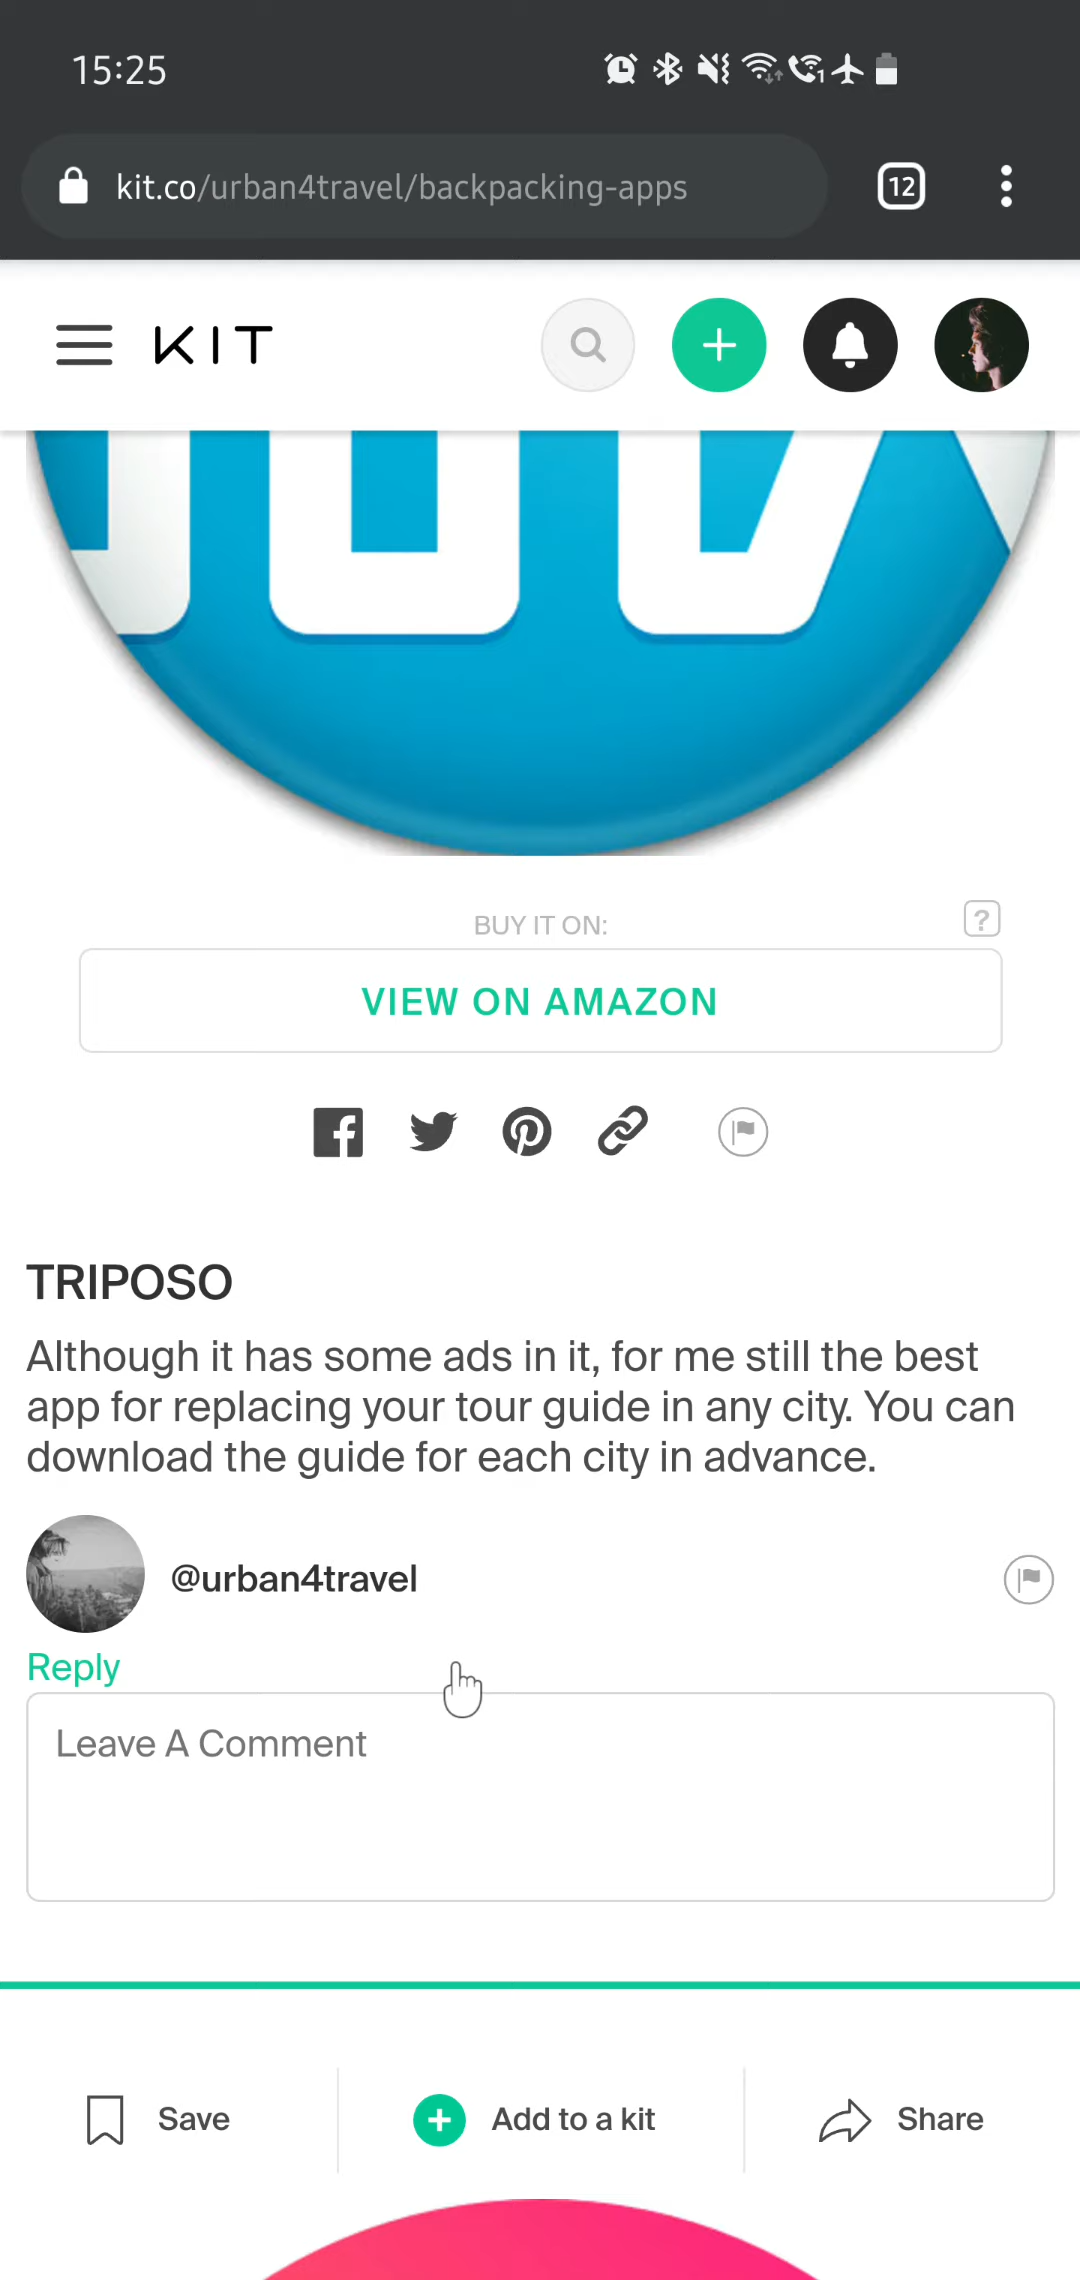 15:25
kit.co/urban4travel/backpacking-apps
12
KIT
BUY IT ON:
?
VIEW ON AMAZON
TRIPOSO
Although it has some ads in it, for me still the best
app for replacing your tour guide in any city. You can
download the guide for each city in advance.
@urban4travel
Reply
Leave A Comment
Save
Add to a kit
Share